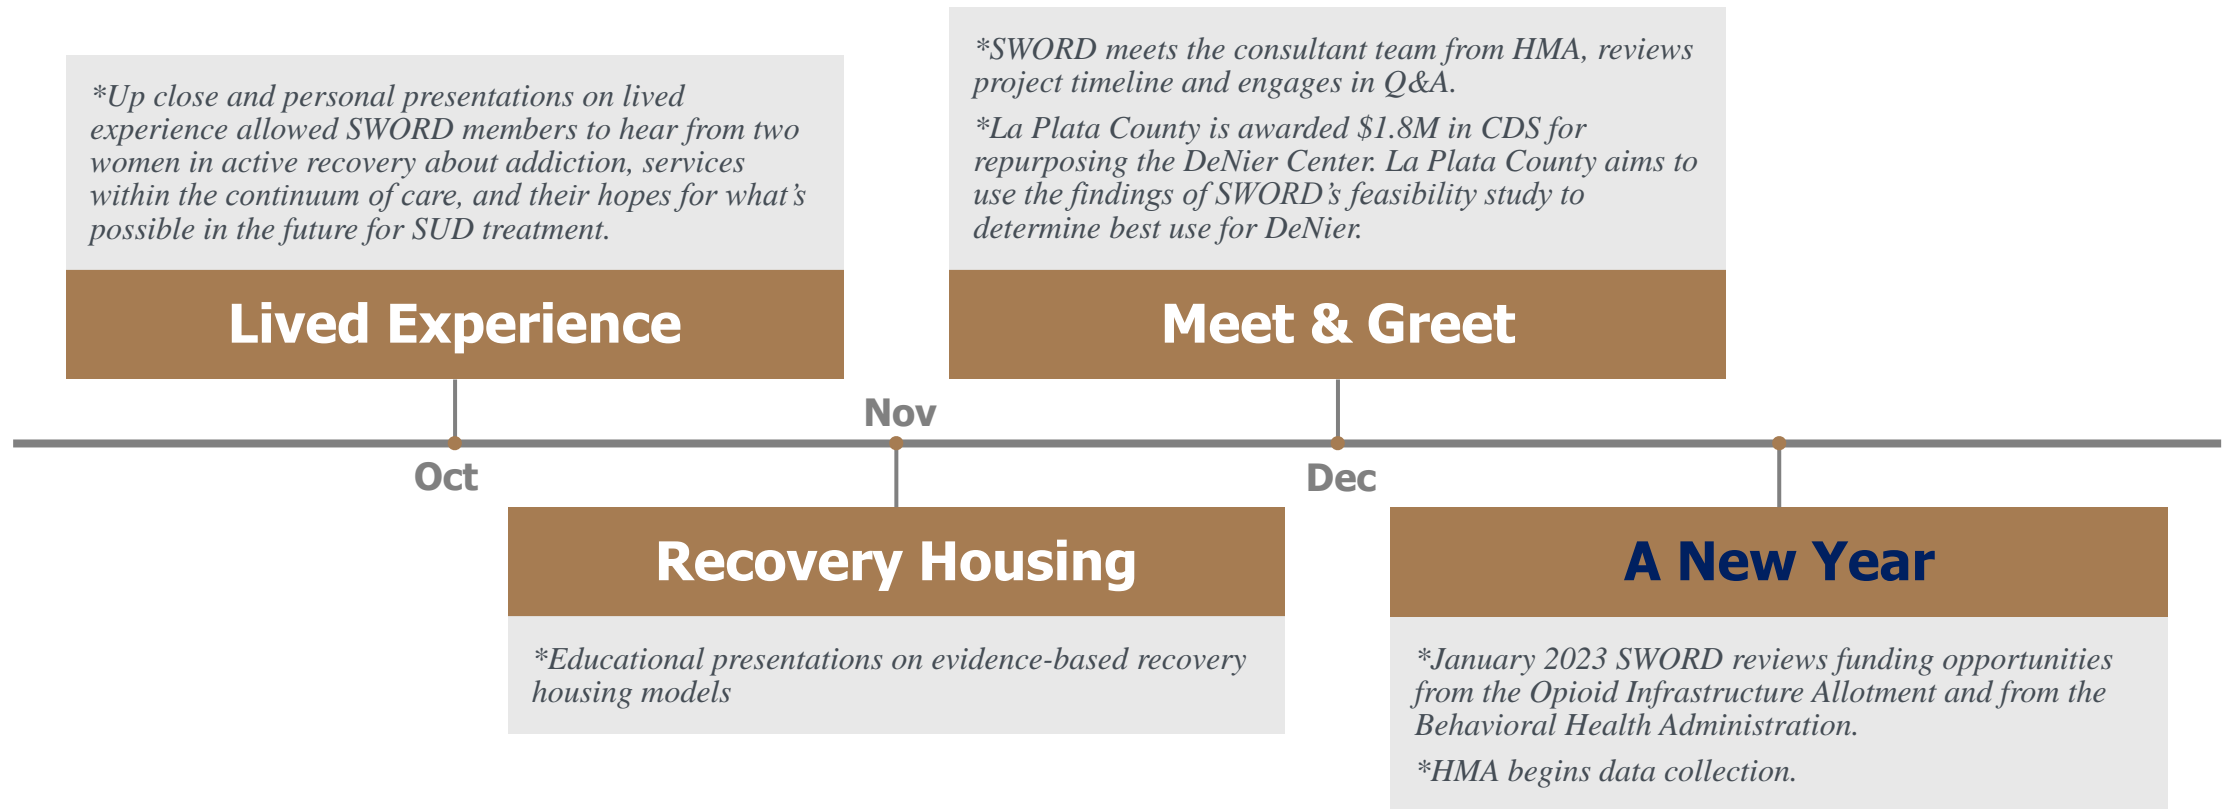 *Up close and personal presentations on lived
experience allowed SWORD members to hear from two
women in active recovery about addiction, services
within the continuum of care, and their hopes for what’s
possible in the future for SUD treatment.
Lived Experience
Oct
Nov
Recovery Housing
*Educational presentations on evidence-based recovery
housing models
*SWORD meets the consultant team from HMA, reviews
project timeline and engages in Q&A.
*La Plata County is awarded $1.8M in CDS for
repurposing the DeNier Center. La Plata County aims to
use the findings of SWORD’s feasibility study to
determine best use for DeNier.
Meet & Greet
Dec
A New Year
*January 2023 SWORD reviews funding opportunities
from the Opioid Infrastructure Allotment and from the
Behavioral Health Administration.
*HMA begins data collection.